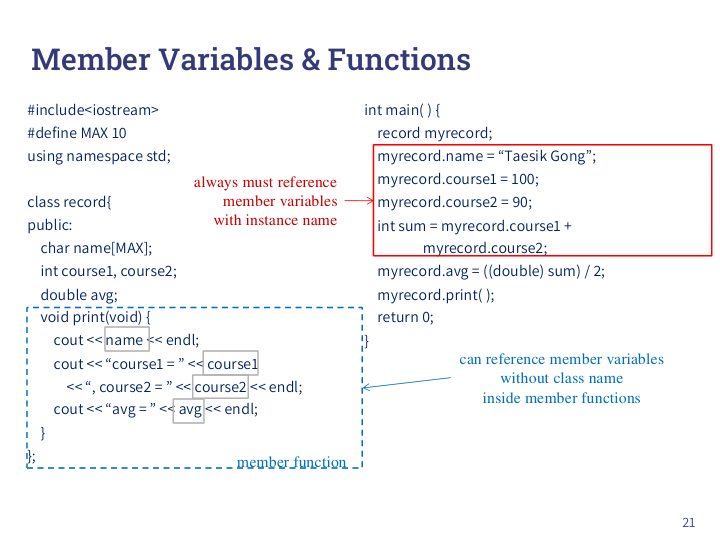 Member Variables & Functions
#include<iostream>
#define MAX 10
using namespace std;
class record{
public:
char name[MAX];
int course1, course2;
double avg;
void print(void) {
cout << name << endl;
cout << “course1 = ” << course1
<< “, course2 = ” << course2 << endl;
cout << “avg = ” << avg << endl;
}
};
member function
always must reference
member variables
with instance name
int main( ) {
record myrecord;
myrecord.name = “Taesik Gong”;
myrecord.course1 = 100;
myrecord.course2 = 90;
int sum = myrecord.course1 +
myrecord.course2;
myrecord.avg = ((double) sum) / 2;
myrecord.print( );
return 0;
}
can reference member variables
without class name
inside member functions
21